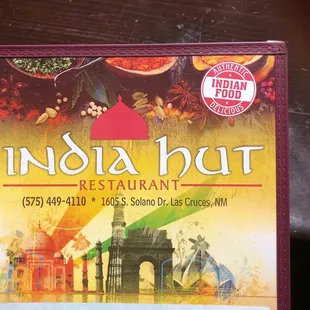 AUTHENTIC
INDIAN
FOOD
DELICIOUS
INDIA HUT
RESTAURANT
(575) 449-4110 * 1605 S. Solano Dr. Las Cruces, NM